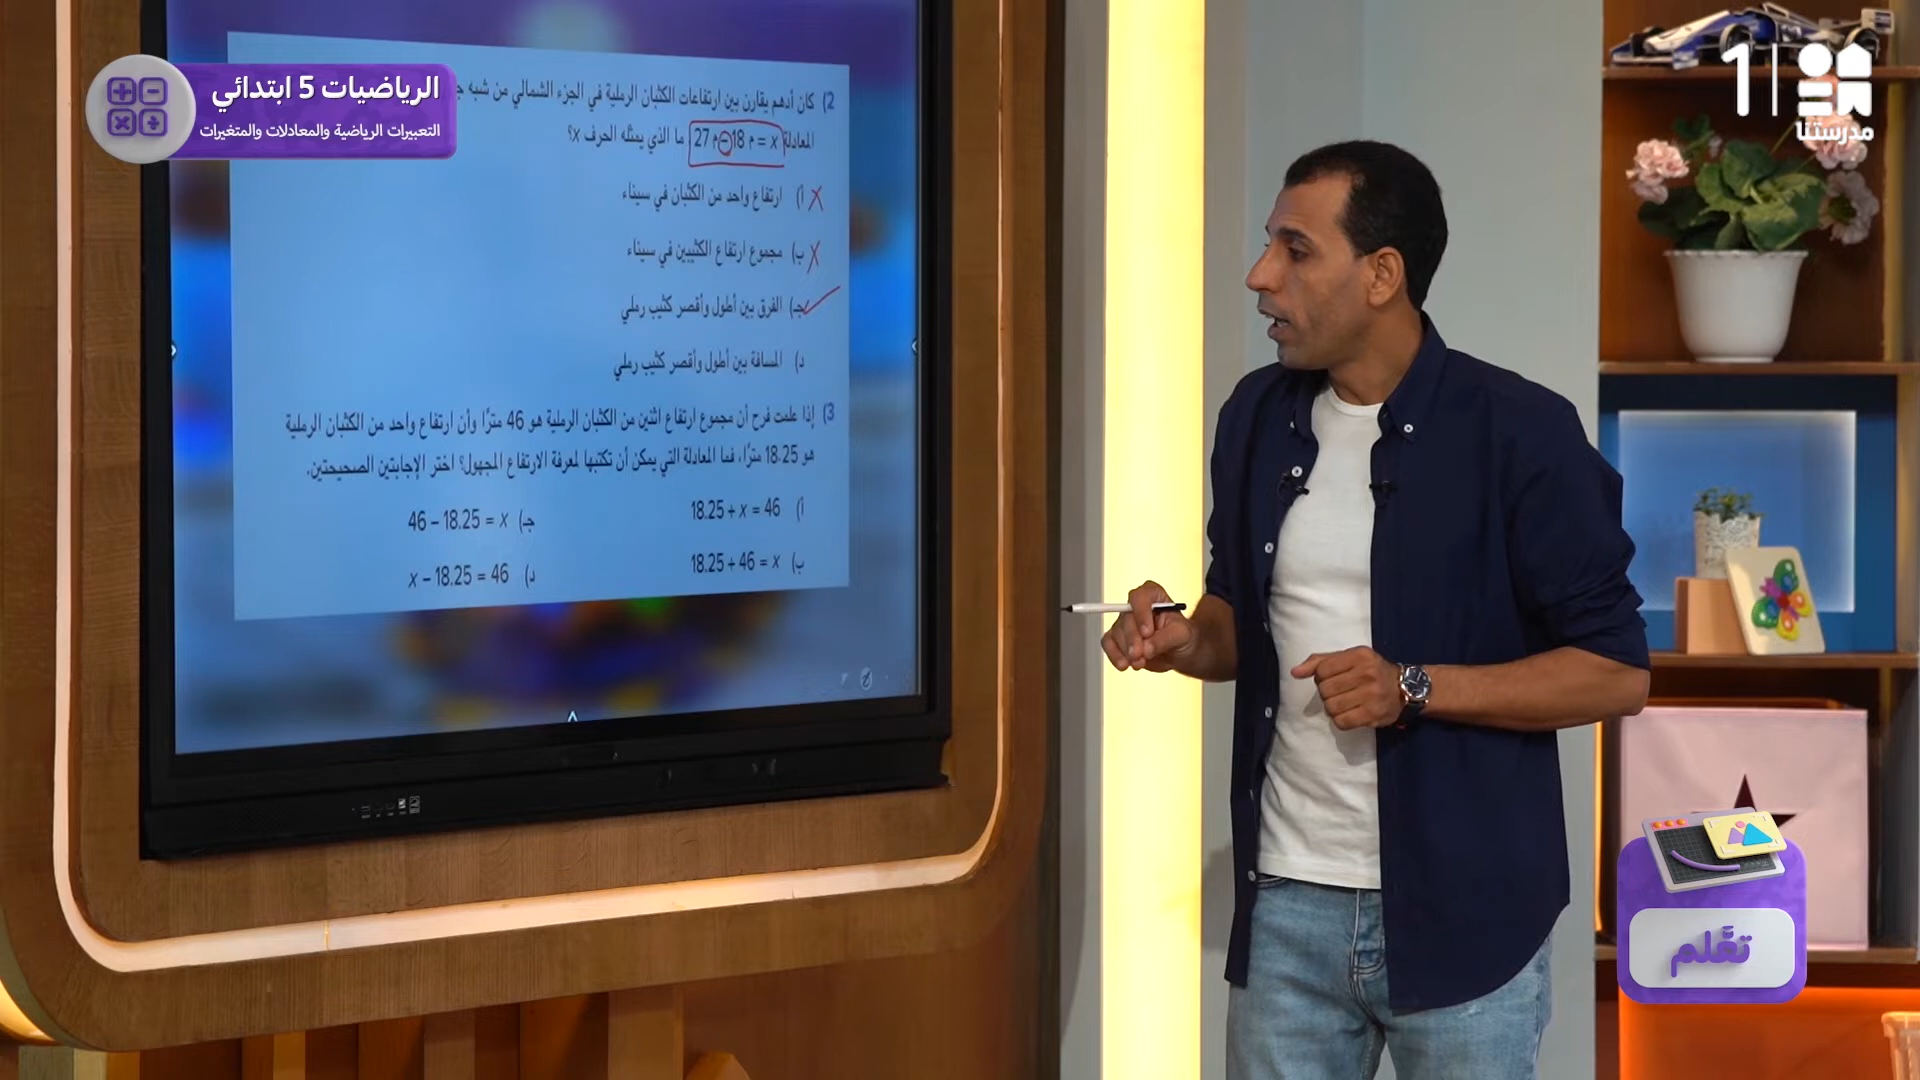 الرياضيات 5 ابتدائي
التعبيرات الرياضية والمعادلات والمتغيرات
1
مدرستنا
2) كان أدهم يقارن بين ارتفاعات الكثبان الرملية في الجزء الشمالي من شبه
المعادلة 27 م – 18 م = x ما الذي يمثله الحرف x؟
أ) ارتفاع واحد من الكثبان في سيناء
ب) مجموع ارتفاع الكثيبين في سيناء
جـ) الفرق بين أطول وأقصر كثيب رملي
د) المسافة بين أطول وأقصر كثيب رملي
3) إذا علمت فرح أن مجموع ارتفاع اثنين من الكثبان الرملية هو 46 مترًا وأن ارتفاع واحد من الكثبان الرملية
هو 18.25 مترًا، فما المعادلة التي يمكن أن تكتبها لمعرفة الارتفاع المجهول؟ اختر الإجابتين الصحيحتين.
أ) 18.25 + x = 46
جـ) 46 – 18.25 = x
ب) 18.25 + 46 = x
د) x – 18.25 = 46
تعَّلم